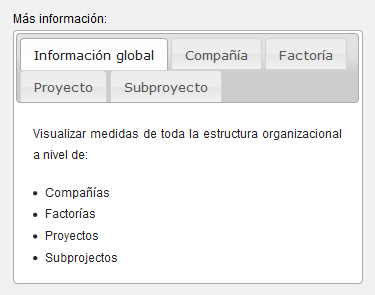 Más información:
Información global Compañía Factoría
Proyecto Subproyecto
Visualizar medidas de toda la estructura organizacional
a nivel de:
Compañías
Factorías
Proyectos
Subprojectos